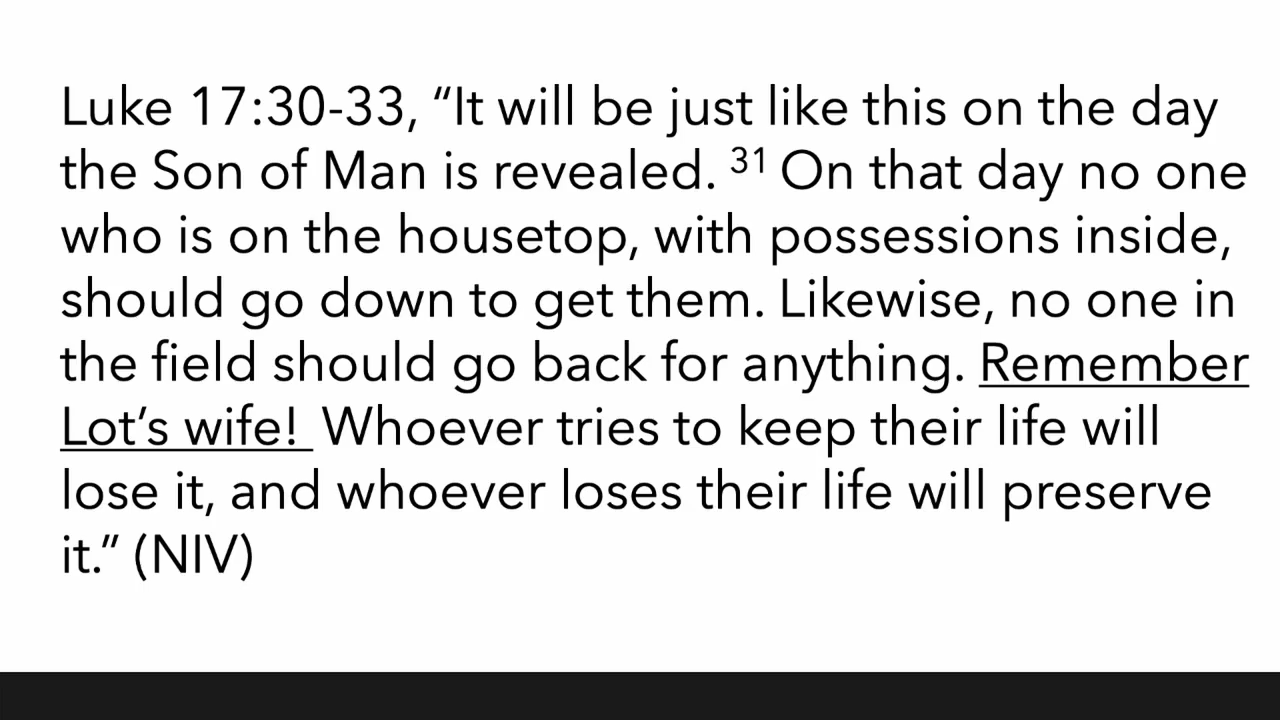 Luke 17:30-33, “It will be just like this on the day
the Son of Man is revealed. ³¹ On that day no one
who is on the housetop, with possessions inside,
should go down to get them. Likewise, no one in
the field should go back for anything. Remember
Lot’s wife! Whoever tries to keep their life will
lose it, and whoever loses their life will preserve
it.” (NIV)